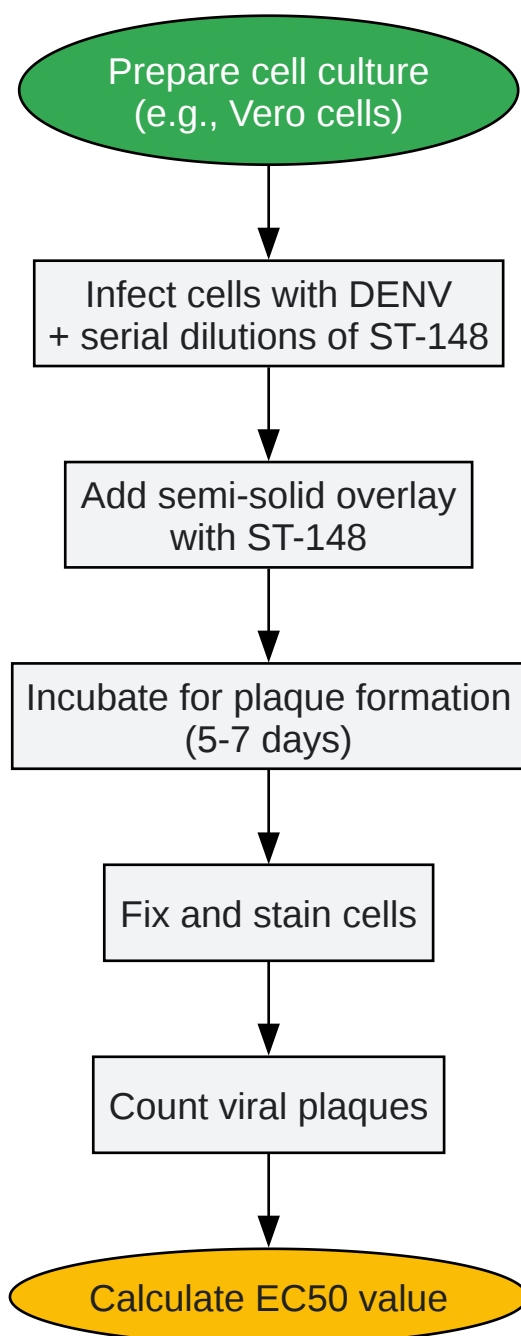 Prepare cell culture
(e.g., Vero cells)
Infect cells with DENV
+ serial dilutions of ST-148
Add semi-solid overlay
with ST-148
Incubate for plaque formation
(5-7 days)
Fix and stain cells
Count viral plaques
Calculate EC50 value